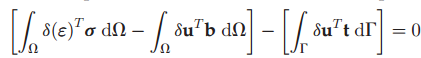 [∫_Ω δ(ε)^T σ dΩ − ∫_Ω δu^T b dΩ] − [∫_Γ δu^T t dΓ] = 0